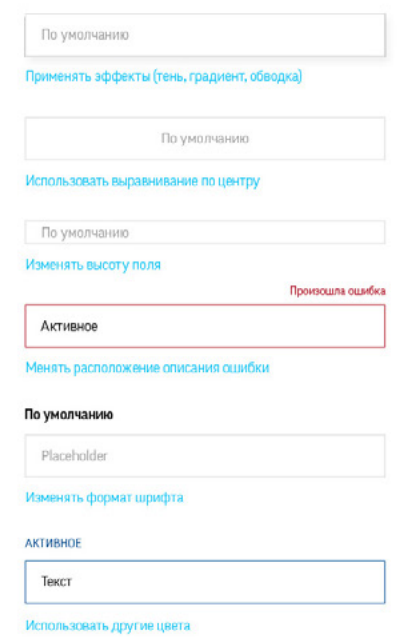 По умолчанию
Применять эффекты (тень, градиент, обводка)
По умолчанию
Использовать выравнивание по центру
По умолчанию
Изменять высоту поля
Произошла ошибка
Активное
Менять расположение описания ошибки
По умолчанию
Placeholder
Изменять формат шрифта
АКТИВНОЕ
Текст
Использовать другие цвета